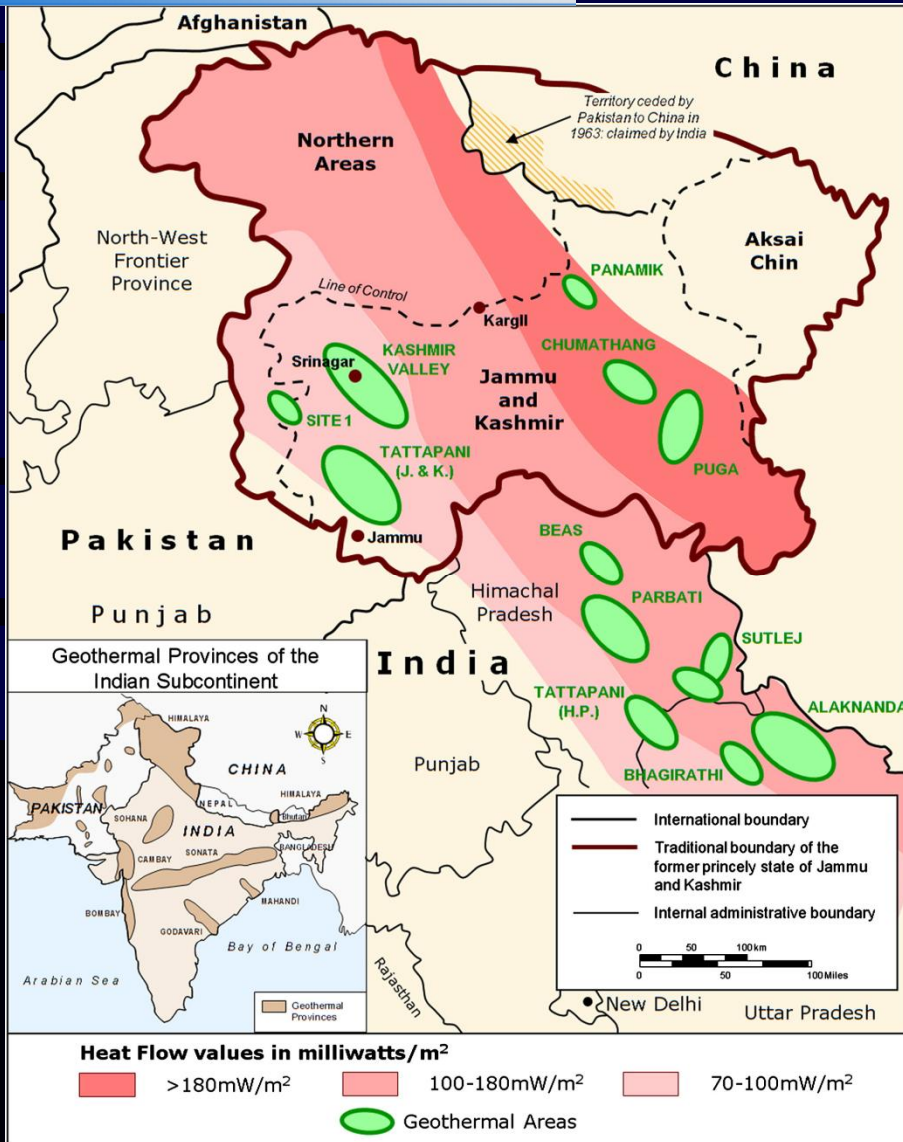 Afghanistan
China
Territory ceded by
Pakistan to China in
1963: claimed by India
Northern
Areas
North-West
Frontier
Province
Aksai
Chin
PANAMIK
Line of Control
KargIl
CHUMATHANG
KASHMIR
VALLEY
Srinagar
Jammu
and
Kashmir
SITE 1
TATTAPANI
(J. & K.)
PUGA
Pakistan
Jammu
BEAS
Himachal
Pradesh
PARBATI
Punjab
SUTLEJ
India
TATTAPANI
(H.P.)
ALAKNANDA
Punjab
BHAGIRATHI
Geothermal Provinces of the
Indian Subcontinent
HIMALAYA
N
W
E
S
CHINA
NEPAL
HIMALAYA
Bhutan
PAKISTAN
SOHANA
INDIA
BANGLADESH
CAMBAY
SONATA
MAHANDI
BOMBAY
GODAVARI
Bay of Bengal
Arabian Sea
Geothermal
Provinces
International boundary
Traditional boundary of the
former princely state of Jammu
and Kashmir
Internal administrative boundary
0 50 100 km
0 50 100 Miles
Rajasthan
New Delhi
Uttar Pradesh
Heat Flow values in milliwatts/m²
>180mW/m² 100-180mW/m² 70-100mW/m²
Geothermal Areas